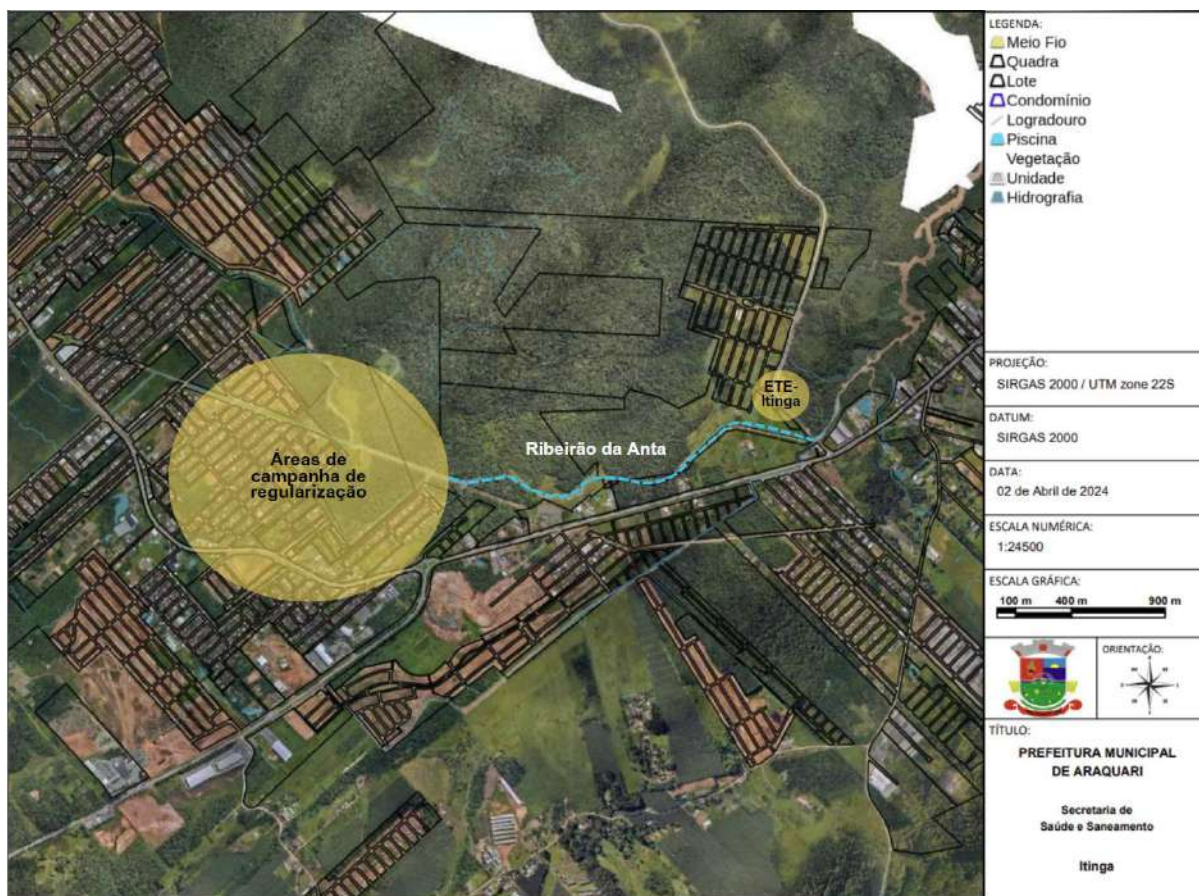 Áreas de
campanha de
regularização
Ribeirão da Anta
ETE-
Itinga
LEGENDA:
Meio Fio
Quadra
Lote
Condomínio
Logradouro
Piscina
Vegetação
Unidade
Hidrografia
PROJEÇÃO:
SIRGAS 2000 / UTM zone 22S
DATUM:
SIRGAS 2000
DATA:
02 de Abril de 2024
ESCALA NUMÉRICA:
1:24500
ESCALA GRÁFICA:
100 m 400 m 900 m
ORIENTAÇÃO:
TÍTULO:
PREFEITURA MUNICIPAL
DE ARAQUARI
Secretaria de
Saúde e Saneamento
Itinga